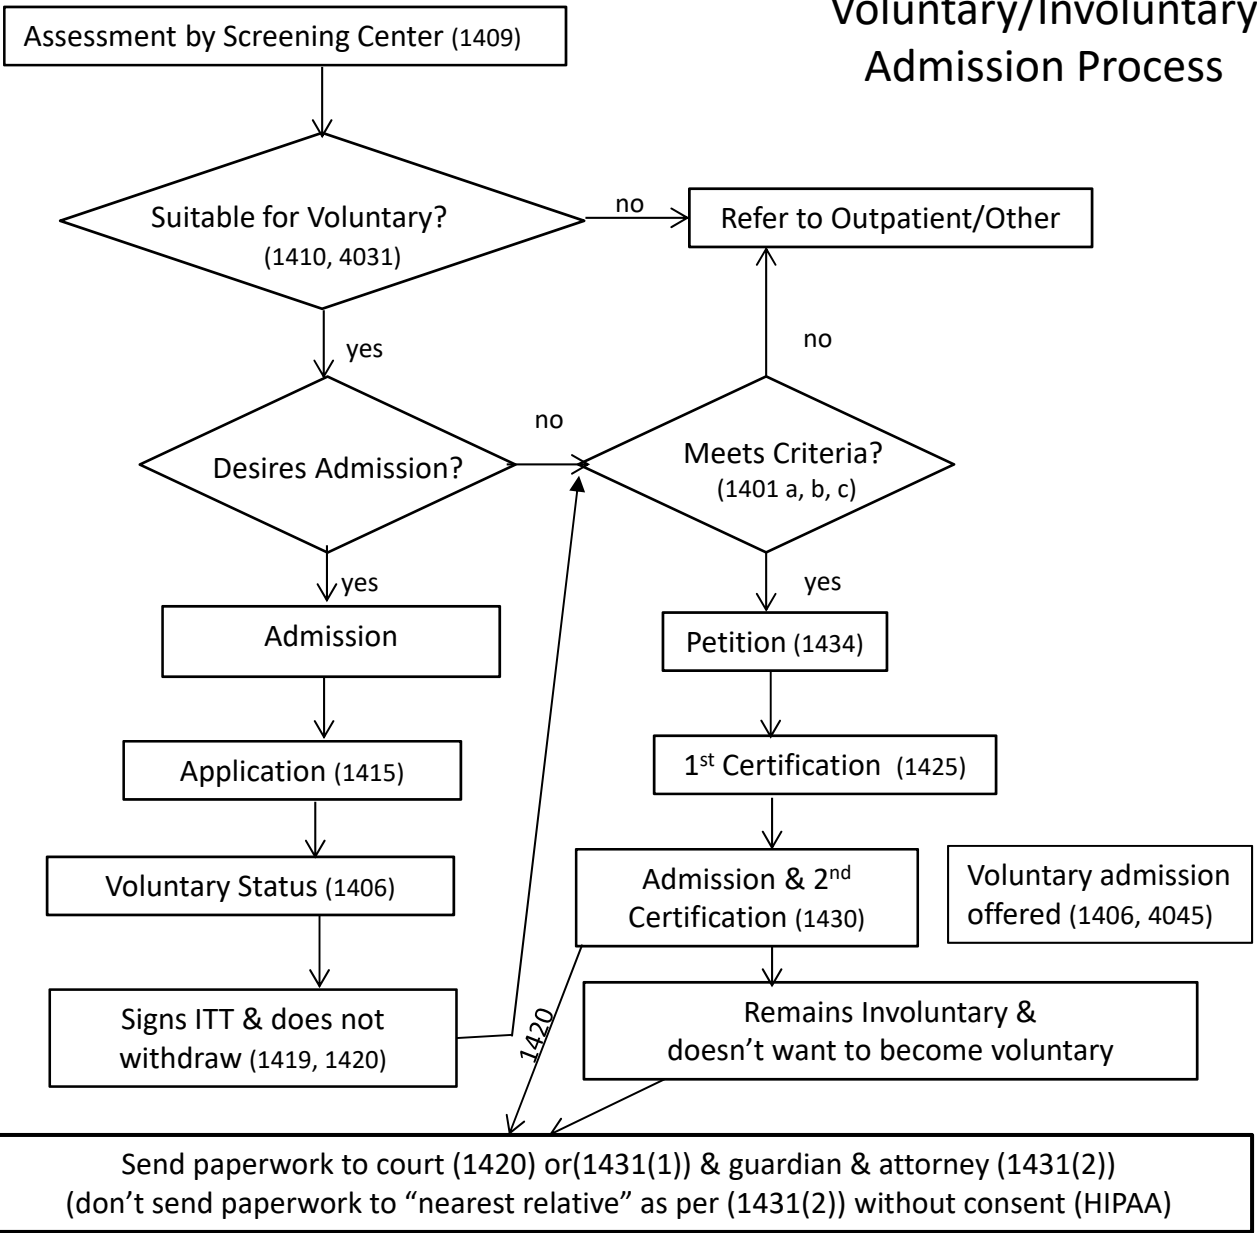 Voluntary/Involuntary
Admission Process
Assessment by Screening Center (1409)
Suitable for Voluntary?
(1410, 4031)
no
Refer to Outpatient/Other
yes
no
Desires Admission?
no
Meets Criteria?
(1401 a, b, c)
yes
yes
Admission
Petition (1434)
Application (1415)
1st Certification (1425)
Voluntary Status (1406)
Admission & 2nd
Certification (1430)
Voluntary admission
offered (1406, 4045)
Signs ITT & does not
withdraw (1419, 1420)
1420
Remains Involuntary &
doesn't want to become voluntary
Send paperwork to court (1420) or(1431(1)) & guardian & attorney (1431(2))
(don't send paperwork to “nearest relative” as per (1431(2)) without consent (HIPAA)